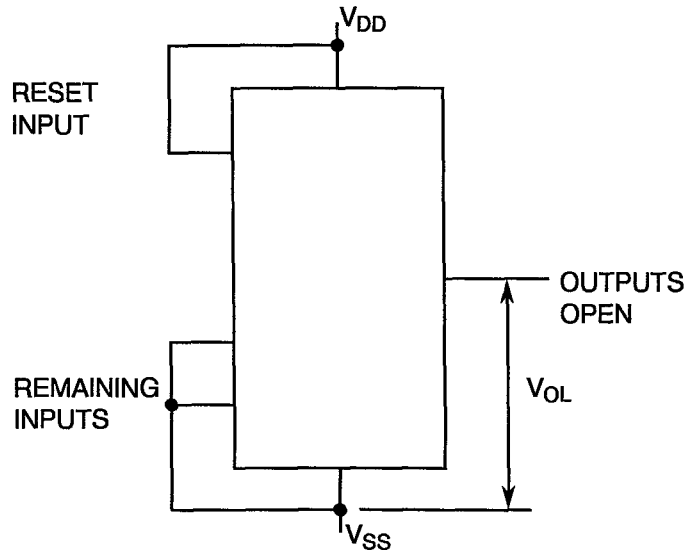 VDD
RESET
INPUT
OUTPUTS
OPEN
REMAINING
INPUTS
VOL
VSS